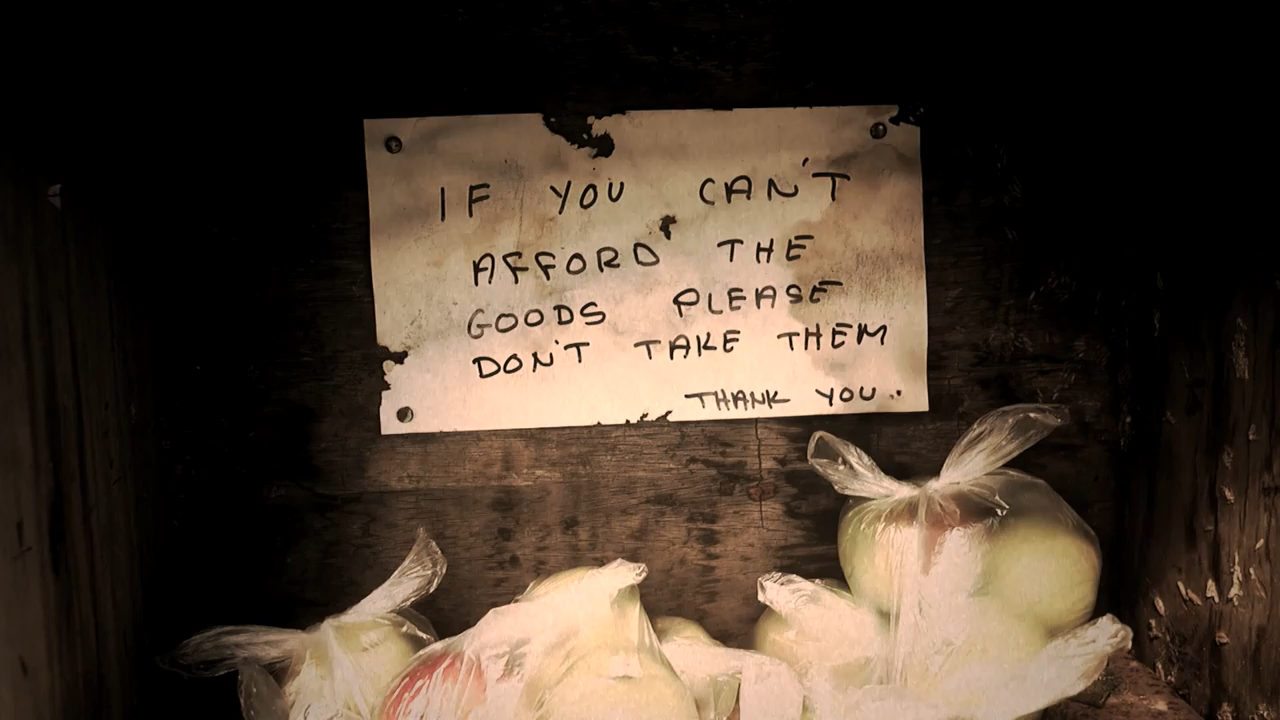 IF YOU CAN'T
AFFORD THE
GOODS PLEASE
DON'T TAKE THEM
THANK YOU..